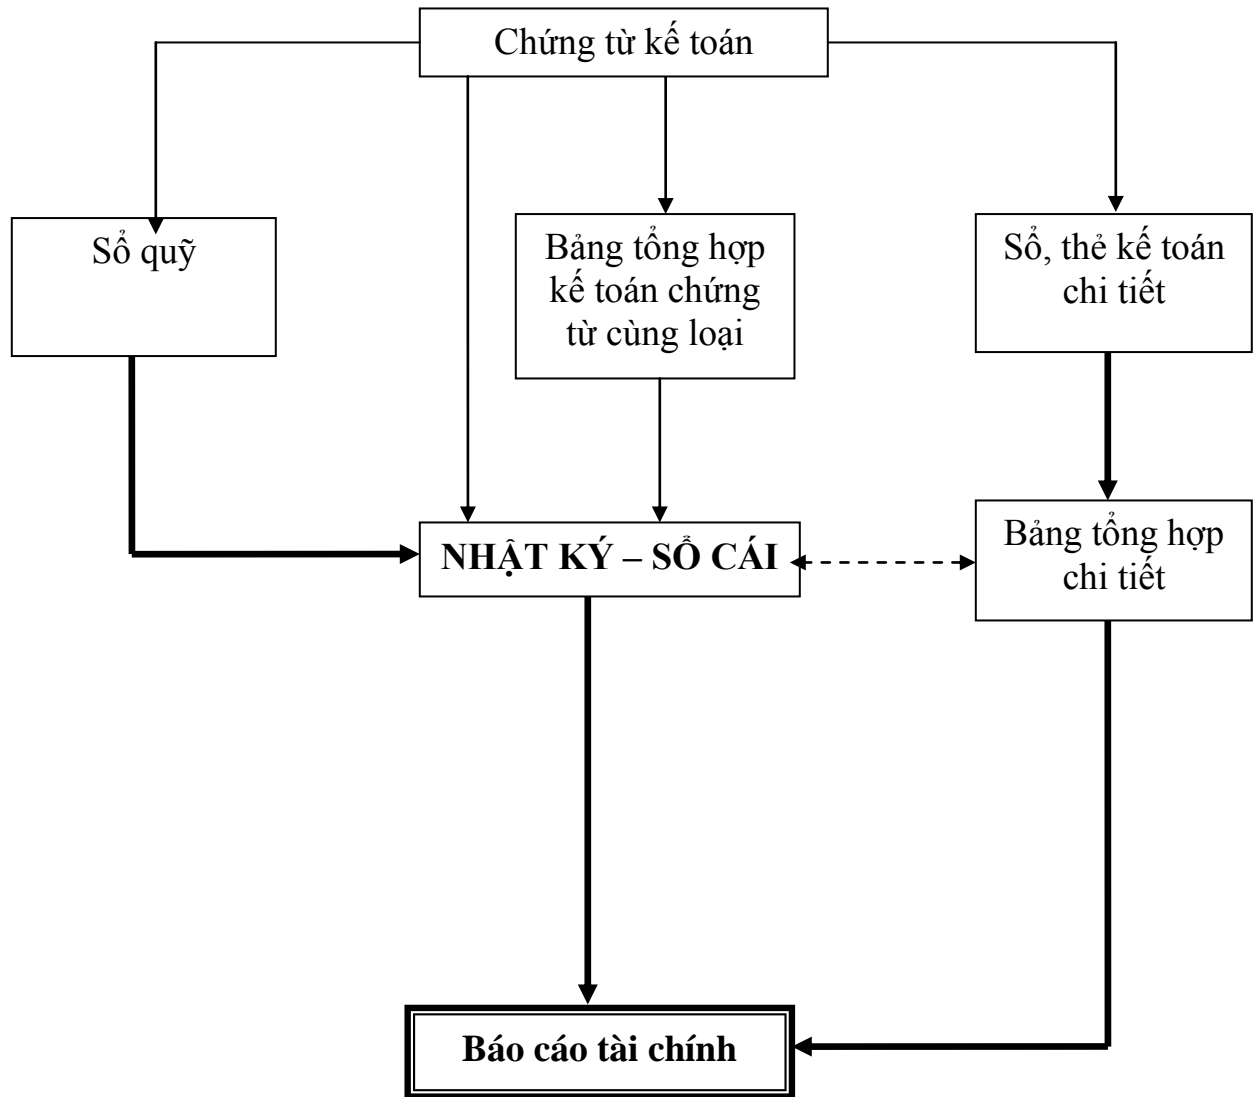 Chứng từ kế toán
Sổ quỹ
Bảng tổng hợp
kế toán chứng
từ cùng loại
Sổ, thẻ kế toán
chi tiết
NHẬT KÝ – SỔ CÁI
Bảng tổng hợp
chi tiết
Báo cáo tài chính